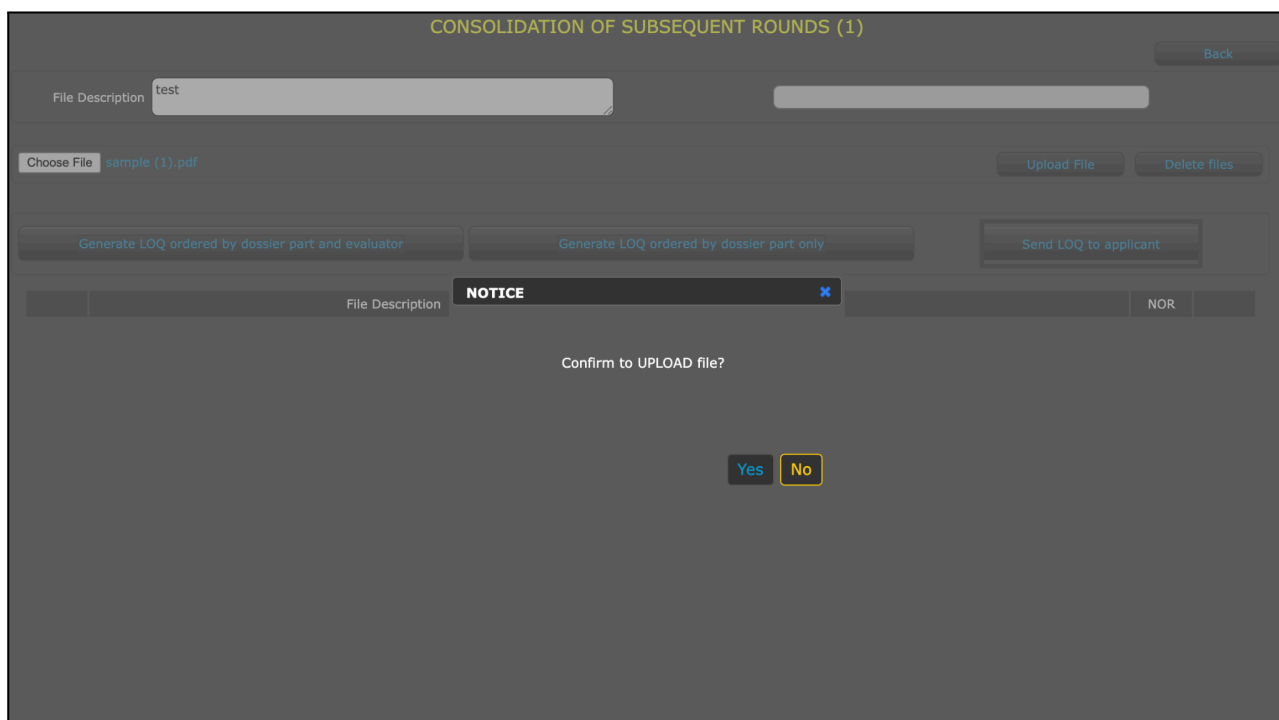 CONSOLIDATION OF SUBSEQUENT ROUNDS (1)
Back
File Description test
Choose File sample (1).pdf
Upload File Delete files
Generate LOQ ordered by dossier part and evaluator Generate LOQ ordered by dossier part only Send LOQ to applicant
File Description NOTICE NOR
Confirm to UPLOAD file?
Yes No